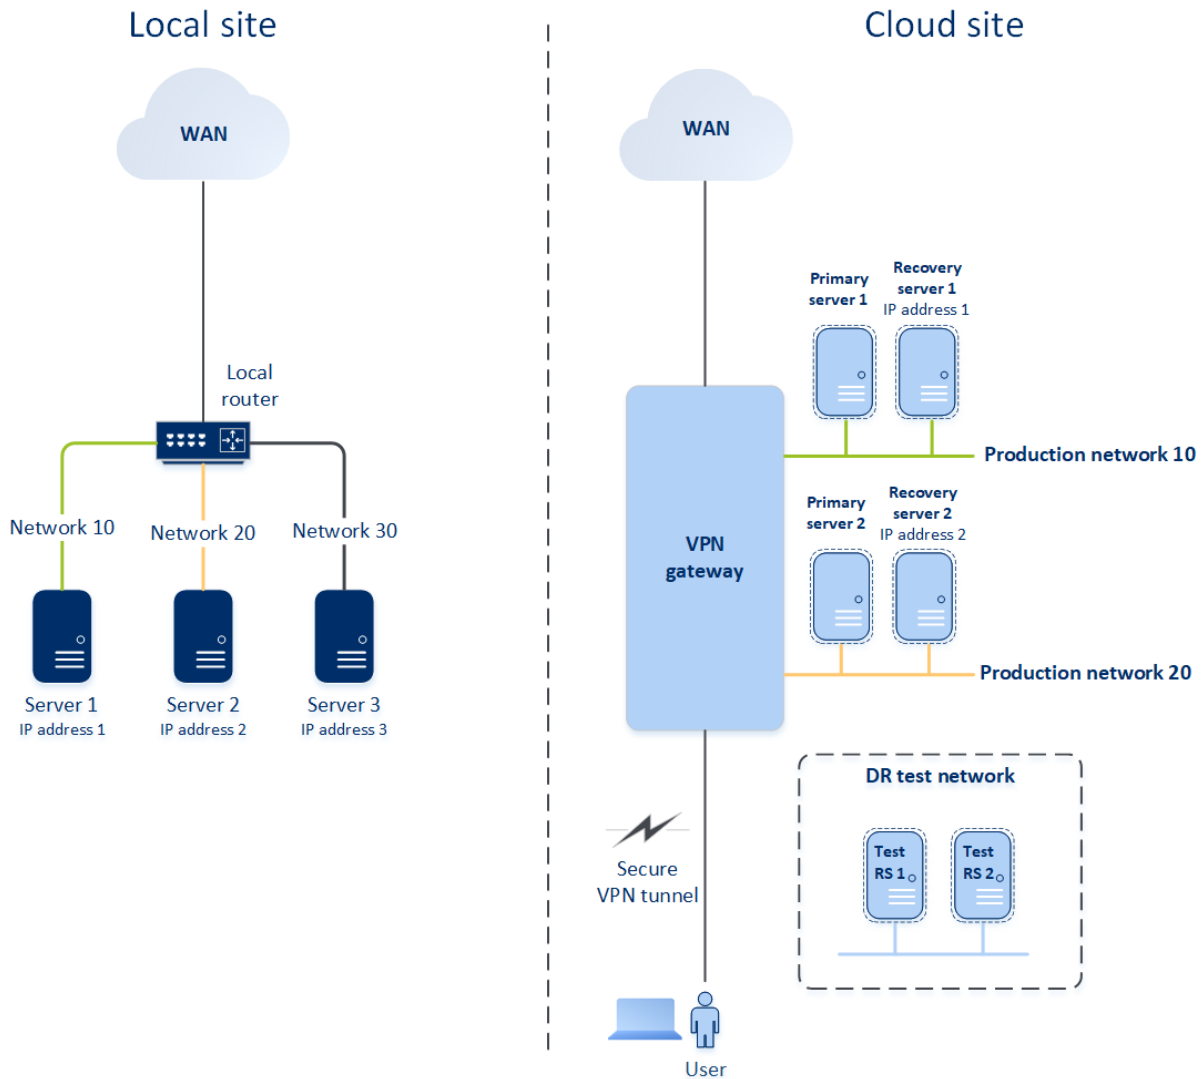 Local site
WAN
Local
router
Network 10
Network 20
Network 30
Server 1
IP address 1
Server 2
IP address 2
Server 3
IP address 3
Cloud site
WAN
Primary
server 1
Recovery
server 1
IP address 1
Production network 10
Primary
server 2
Recovery
server 2
IP address 2
Production network 20
VPN
gateway
Secure
VPN tunnel
User
DR test network
Test
RS 1
Test
RS 2